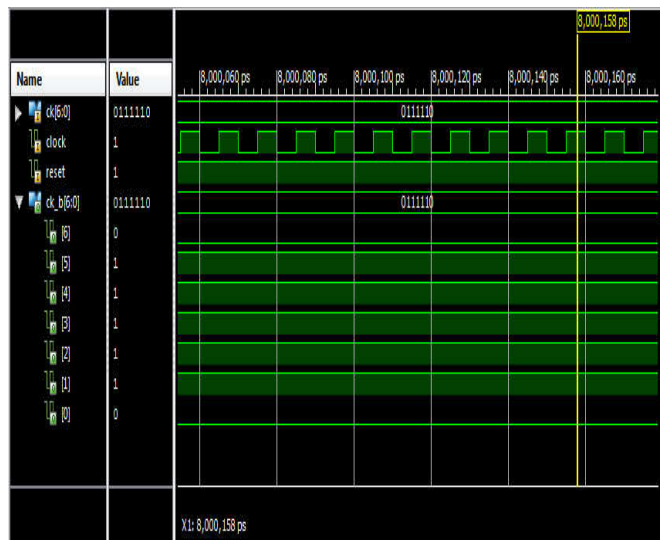 8,000,158 ps
Name Value 8,000,060 ps 8,000,080 ps 8,000,100 ps 8,000,120 ps 8,000,140 ps 8,000,160 ps
ck[6:0] 0111110 0111110
clock 1
reset 1
ck_b[6:0] 0111110 0111110
[6] 0
[5] 1
[4] 1
[3] 1
[2] 1
[1] 1
[0] 0
X1: 8,000,158 ps